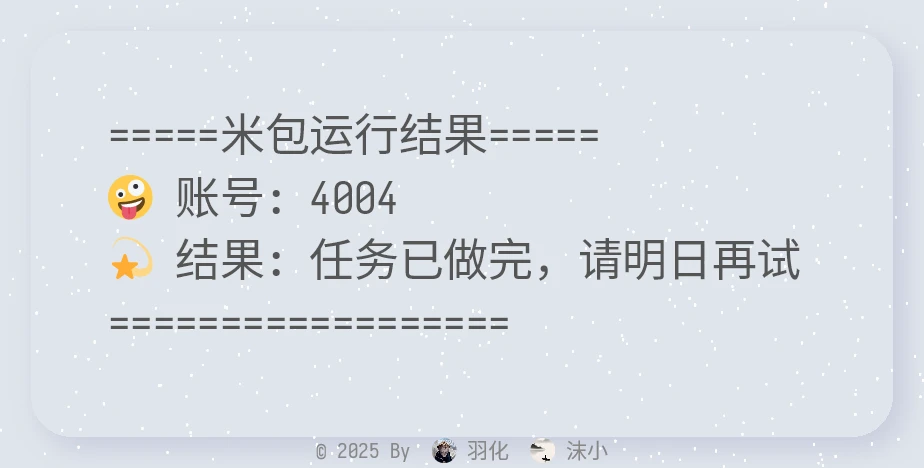 =====米包运行结果=====
🤪 账号：4004
💫 结果：任务已做完，请明日再试
==================
© 2025 By 羽化 沫小